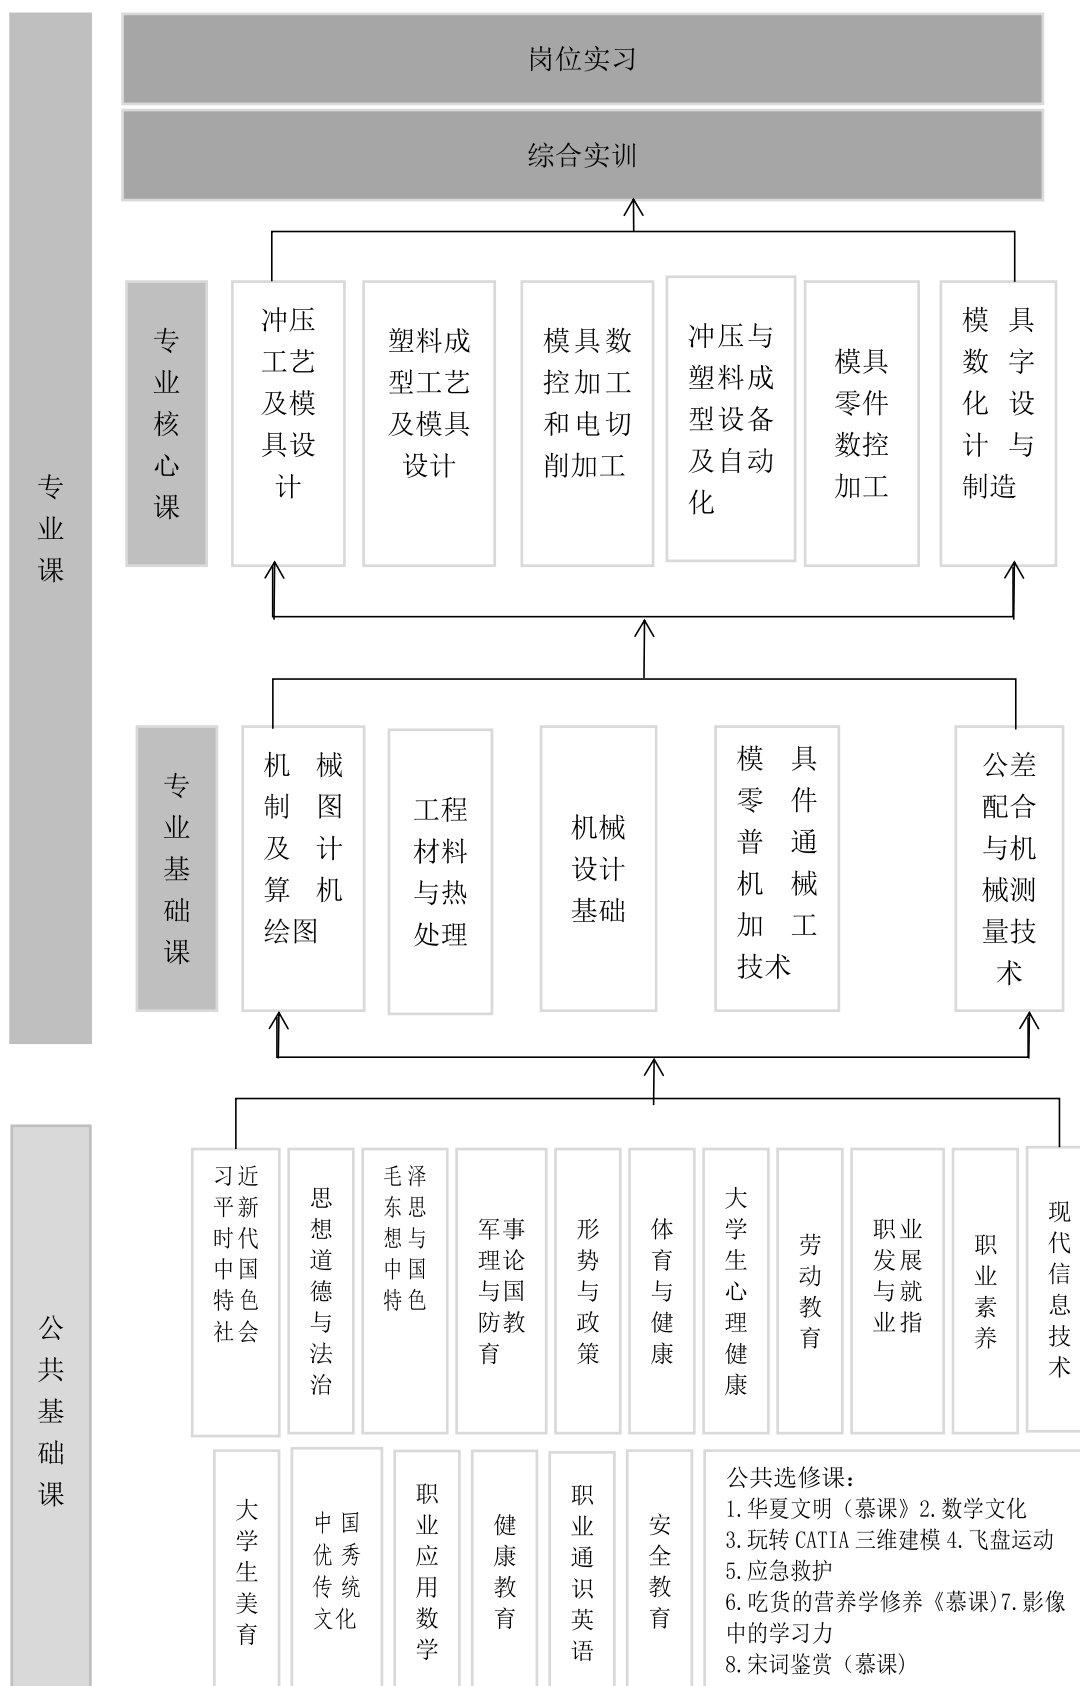 岗位实习
综合实训
专业课
专业核心课
冲压
工艺
及模
具设
计
塑料成
型工艺
及模具
设计
模具数
控加工
和电切
削加工
冲压与
塑料成
型设备
及自动
化
模具
零件
数控
加工
模具
数字
化设
计与
制造
专业基础课
机械
制图
及计
算机
绘图
工程
材料
与热
处理
机械
设计
基础
模具
零件
普通
机械
加工
技术
公差
配合
与机
械测
量技
术
公共基础课
习近
平新
时代
中国
特色
社会
思想道德与法治
毛泽
东思
想与
中国
特色
军事
理论
与国
防教
育
形势与政策
体育与健康
大学生心理健康
劳动教育
职业
发展
与就
业指
职业素养
现代信息技术
大学生美育
中国
优秀
传统
文化
职业应用数学
健康教育
职业通识英语
安全教育
公共选修课:
1.华夏文明（慕课》2.数学文化
3.玩转 CATIA 三维建模 4.飞盘运动
5.应急救护
6.吃货的营养学修养《慕课)7.影像
中的学习力
8.宋词鉴赏（慕课)